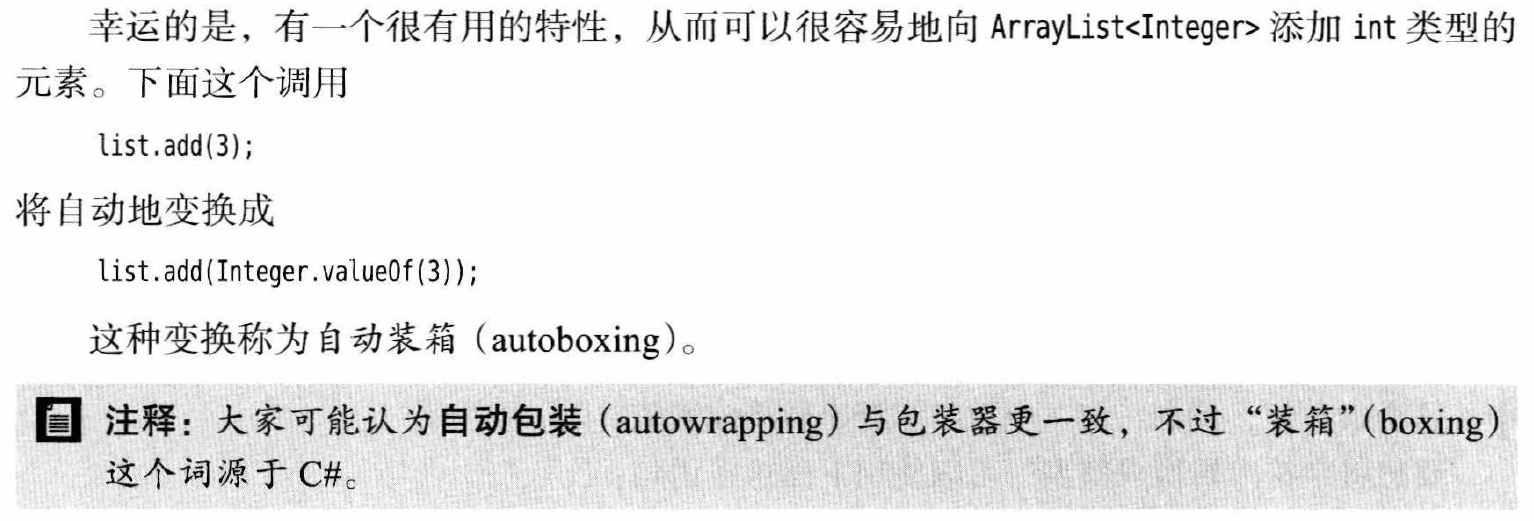 幸运的是，有一个很有用的特性，从而可以很容易地向 ArrayList<Integer> 添加 int 类型的
元素。下面这个调用
list.add(3);
将自动地变换成
list.add(Integer.valueOf(3));
这种变换称为自动装箱（autoboxing）。
注释：大家可能认为自动包装（autowrapping）与包装器更一致，不过“装箱”(boxing)
这个词源于 C#。